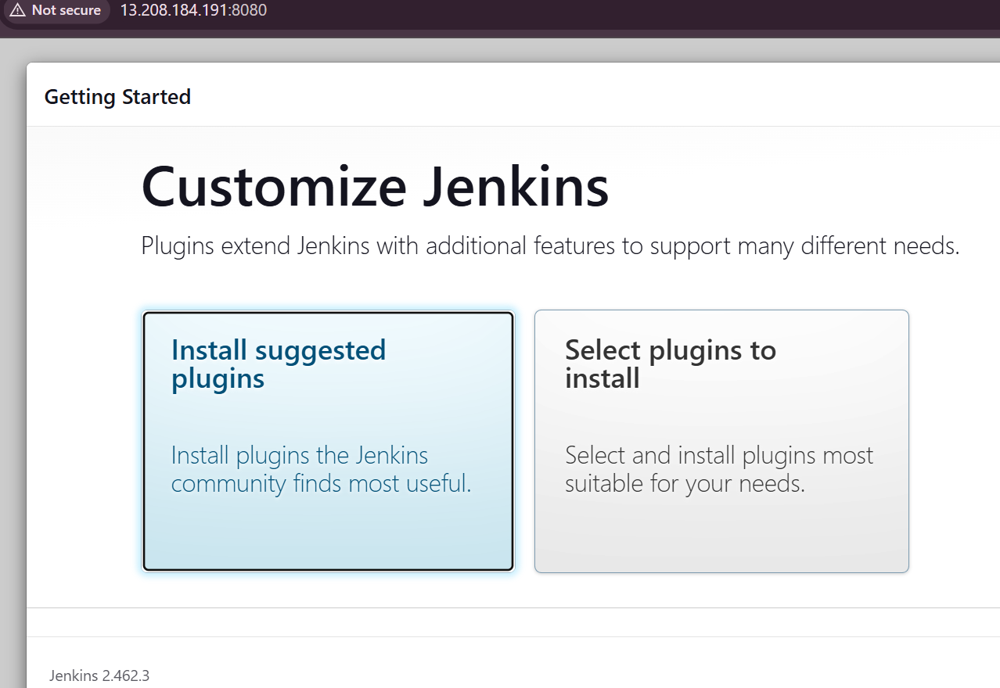 Not secure 13.208.184.191:8080
Getting Started
Customize Jenkins
Plugins extend Jenkins with additional features to support many different needs.
Install suggested
plugins
Install plugins the Jenkins
community finds most useful.
Select plugins to
install
Select and install plugins most
suitable for your needs.
Jenkins 2.462.3